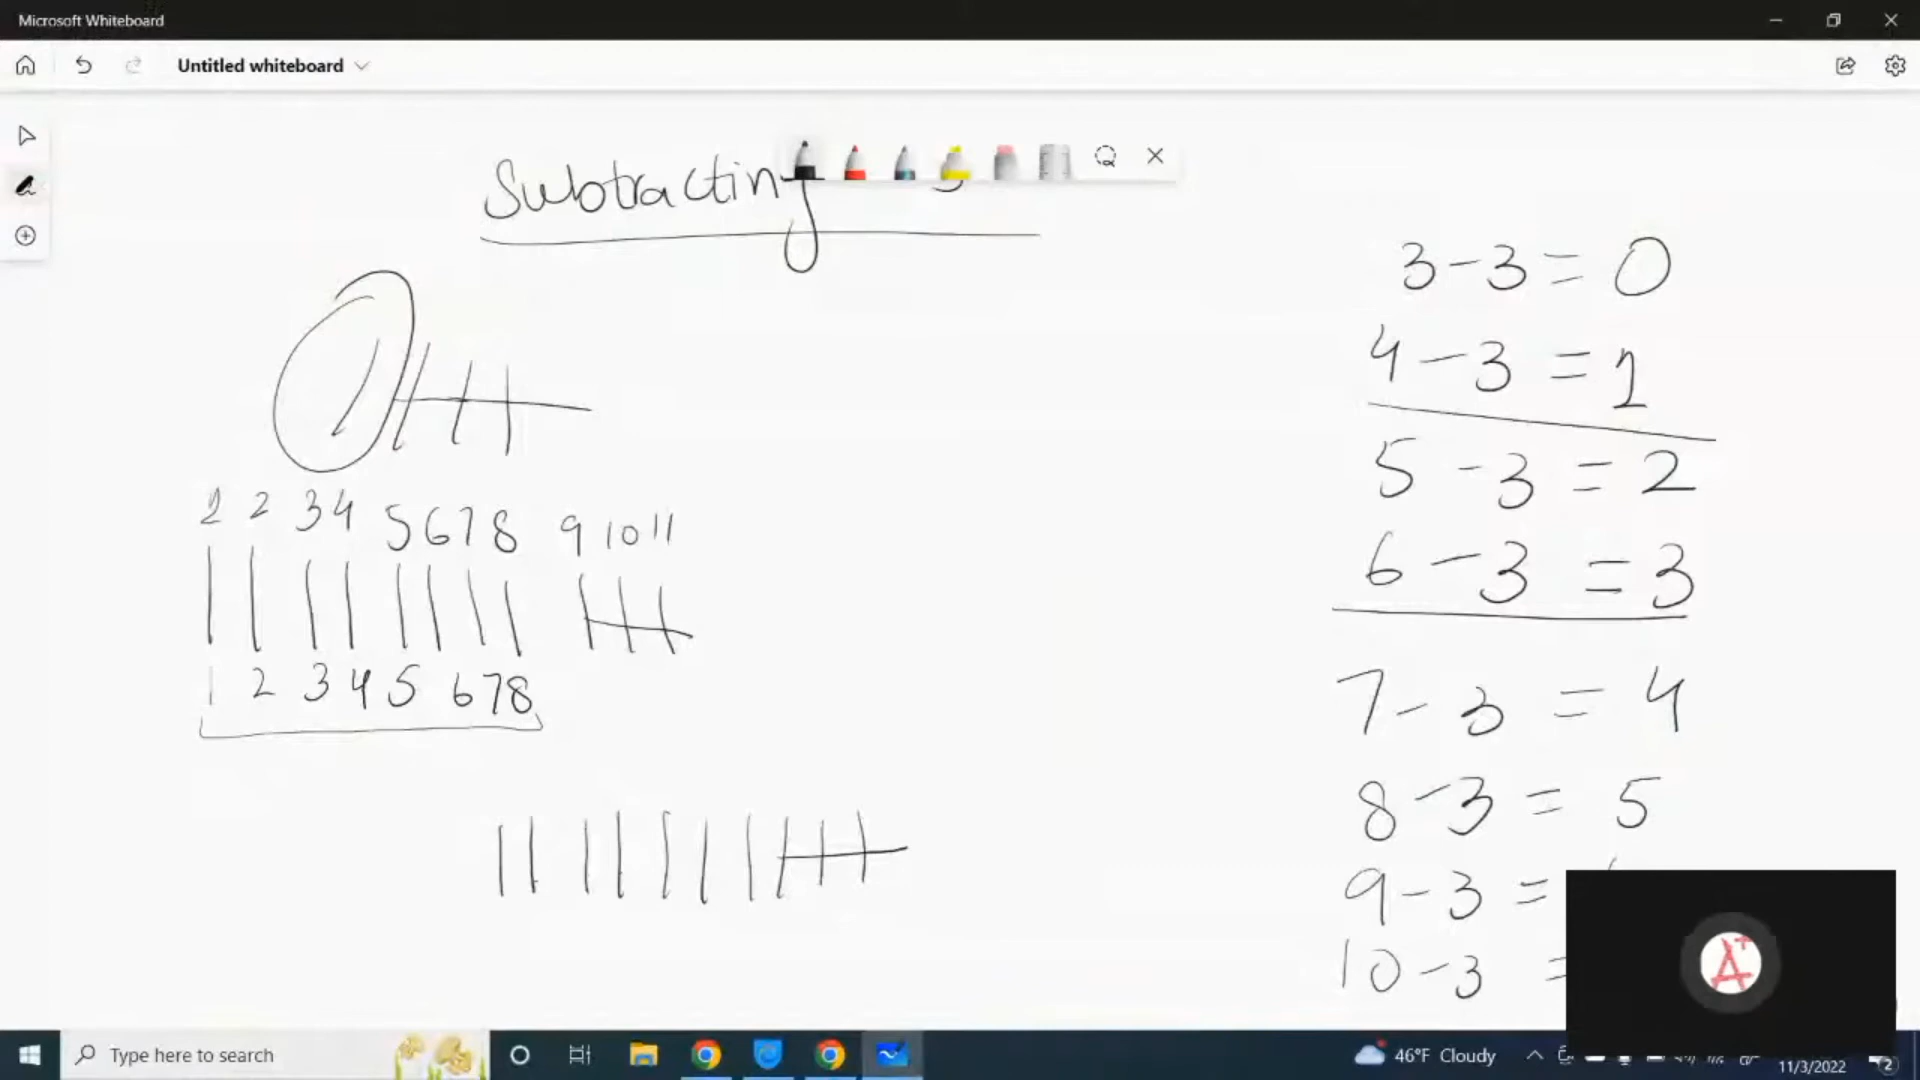 Microsoft Whiteboard
Untitled whiteboard
Subtracting
3-3=0
4-3=1
5-3=2
6-3=3
7-3=4
8-3=5
9-3=
10-3=
1 2 3 4 5 6 7 8 9 10 11
1 2 3 4 5 6 7 8
A+
Type here to search
46°F Cloudy
11/3/2022
2